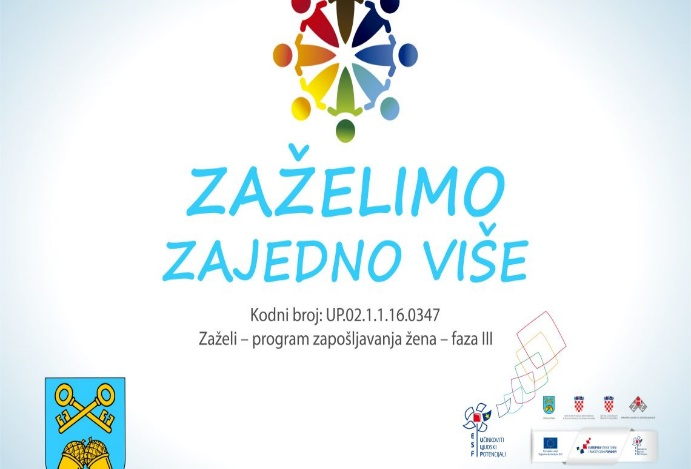 ZAŽELIMO
ZAJEDNO VIŠE
Kodni broj: UP.02.1.1.16.0347
Zaželi – program zapošljavanja žena – faza III
ESF
UČINKOVITI
LJUDSKI
POTENCIJALI